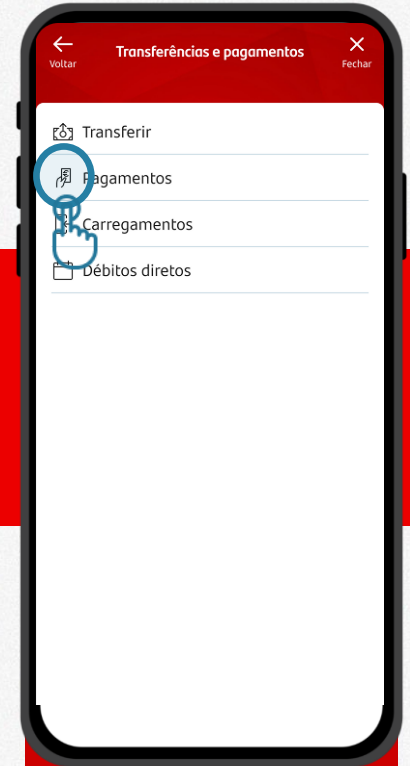 Transferências e pagamentos
Voltar
Fechar
Transferir
Pagamentos
Carregamentos
Débitos diretos